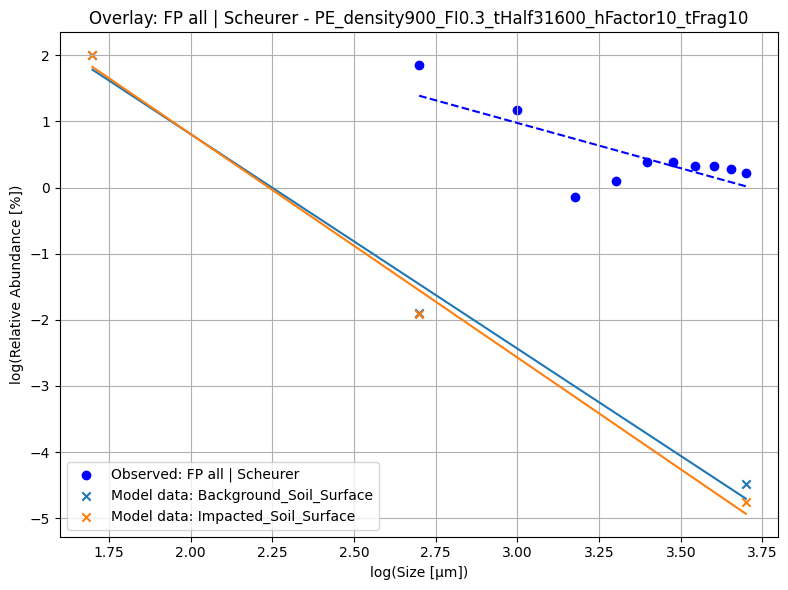 Overlay: FP all | Scheurer - PE_density900_FI0.3_tHalf31600_hFactor10_tFrag10
log(Relative Abundance [%])
2
1
0
−1
−2
−3
−4
−5
Observed: FP all | Scheurer
Model data: Background_Soil_Surface
Model data: Impacted_Soil_Surface
1.75 2.00 2.25 2.50 2.75 3.00 3.25 3.50 3.75
log(Size [µm])